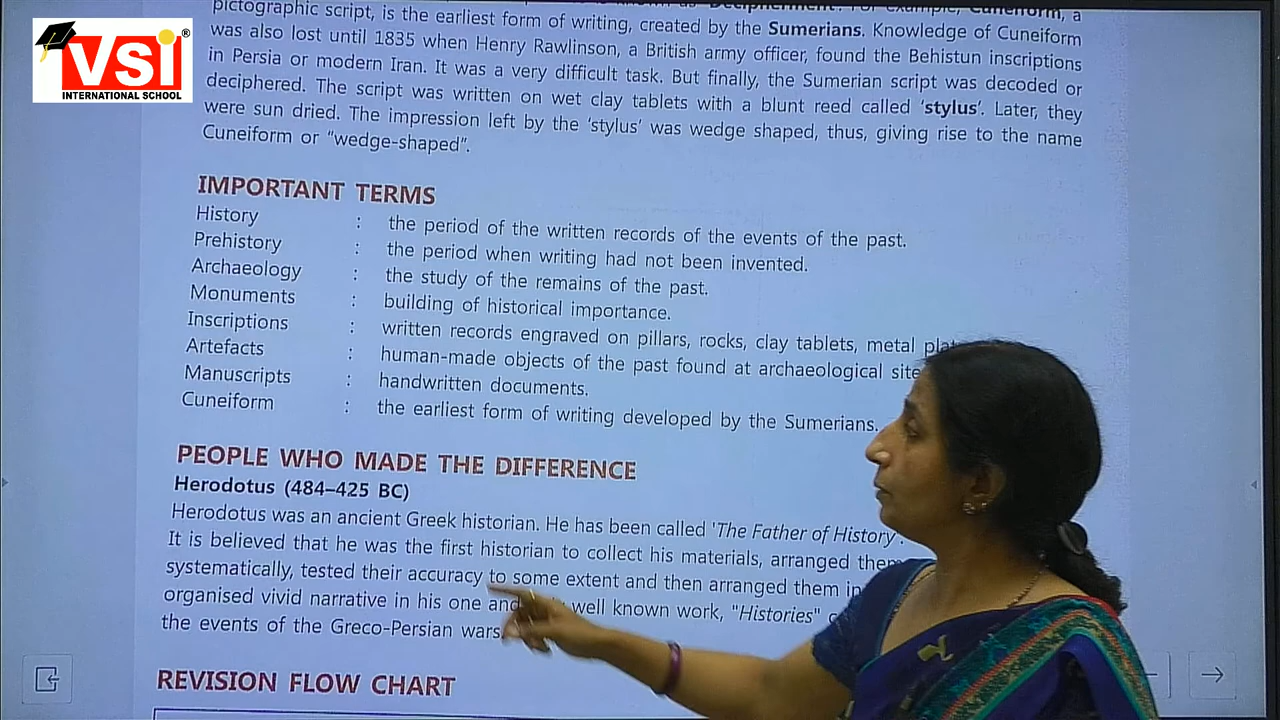 VSI
®
INTERNATIONAL SCHOOL
Decipherment. For example, Cuneiform, a
pictographic script, is the earliest form of writing, created by the Sumerians. Knowledge of Cuneiform
was also lost until 1835 when Henry Rawlinson, a British army officer, found the Behistun inscriptions
in Persia or modern Iran. It was a very difficult task. But finally, the Sumerian script was decoded or
deciphered. The script was written on wet clay tablets with a blunt reed called 'stylus'. Later, they
were sun dried. The impression left by the 'stylus' was wedge shaped, thus, giving rise to the name
Cuneiform or "wedge-shaped".
IMPORTANT TERMS
History : the period of the written records of the events of the past.
Prehistory : the period when writing had not been invented.
Archaeology : the study of the remains of the past.
Monuments : building of historical importance.
Inscriptions : written records engraved on pillars, rocks, clay tablets, metal
Artefacts : human-made objects of the past found at archaeological
Manuscripts : handwritten documents.
Cuneiform : the earliest form of writing developed by the Sumerians.
PEOPLE WHO MADE THE DIFFERENCE
Herodotus (484–425 BC)
Herodotus was an ancient Greek historian. He has been called 'The Father of History'.
It is believed that he was the first historian to collect his materials, arranged them
systematically, tested their accuracy to some extent and then arranged them in
organised vivid narrative in his one and well known work, "Histories"
the events of the Greco-Persian wars
REVISION FLOW CHART